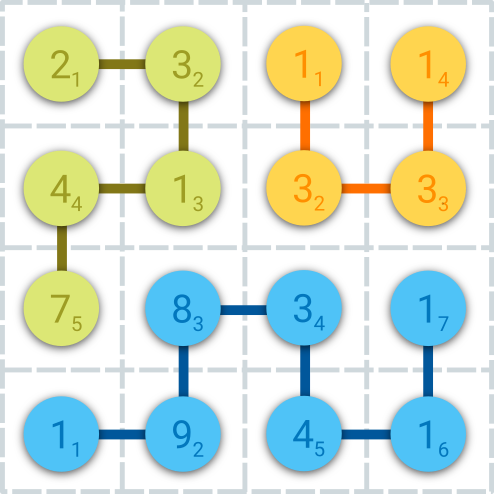 2₁ 3₂ 1₁ 1₄
4₄ 1₃ 3₂ 3₃
7₅ 8₃ 3₄ 1₇
1₁ 9₂ 4₅ 1₆